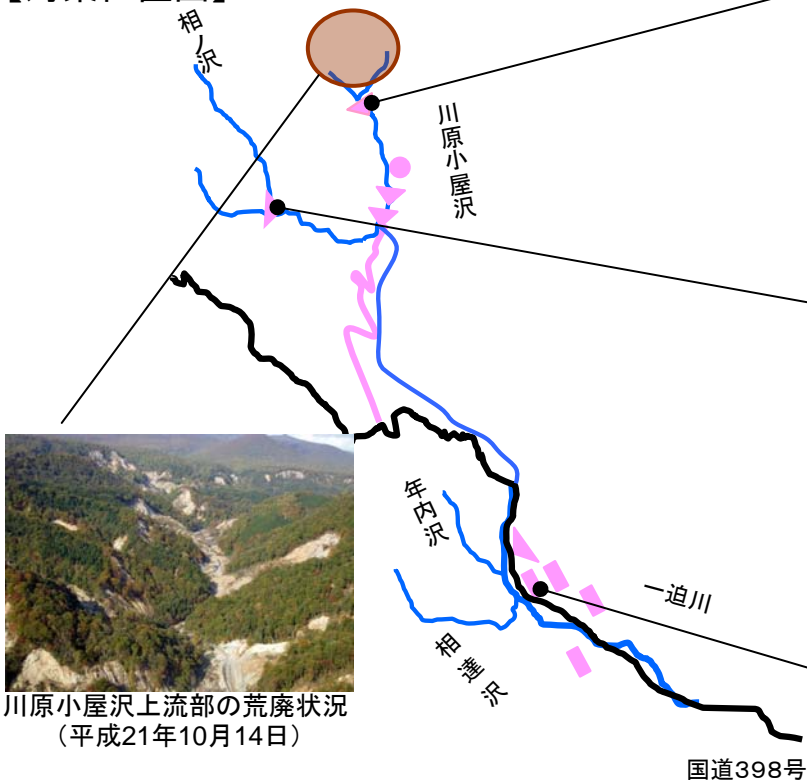 相ノ沢
川原小屋沢
年内沢
一迫川
相達沢
川原小屋沢上流部の荒廃状況
（平成21年10月14日）
国道398号